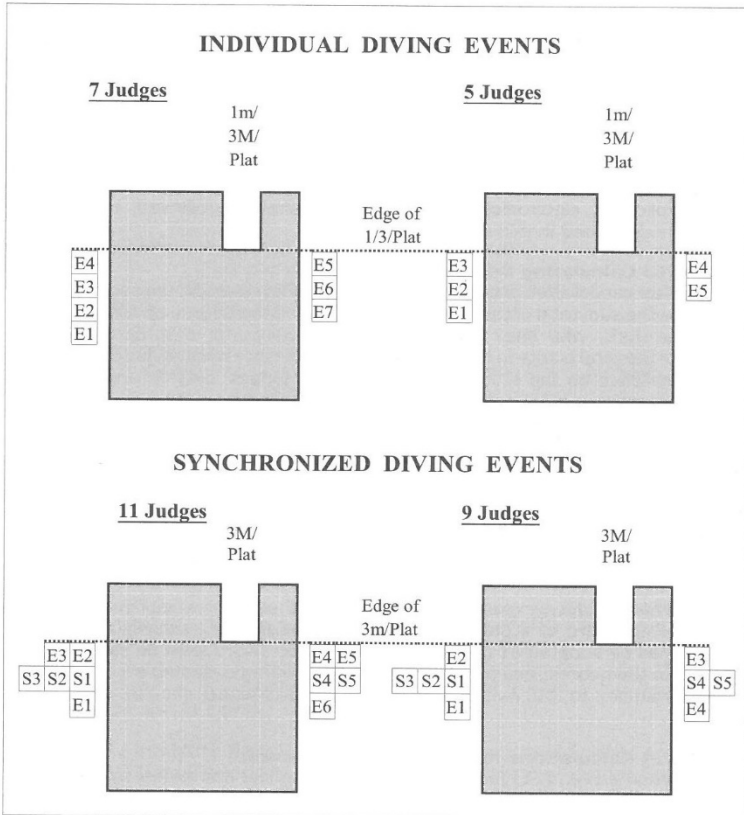 INDIVIDUAL DIVING EVENTS
7 Judges
5 Judges
1m/
3M/
Plat
1m/
3M/
Plat
Edge of
1/3/Plat
E4
E3
E2
E1
E5
E6
E7
E3
E2
E1
E4
E5
SYNCHRONIZED DIVING EVENTS
11 Judges
9 Judges
3M/
Plat
3M/
Plat
Edge of
3m/Plat
E3 E2
S3 S2 S1
E1
E4 E5
S4 S5
E6
E2
S3 S2 S1
E1
E3
S4 S5
E4